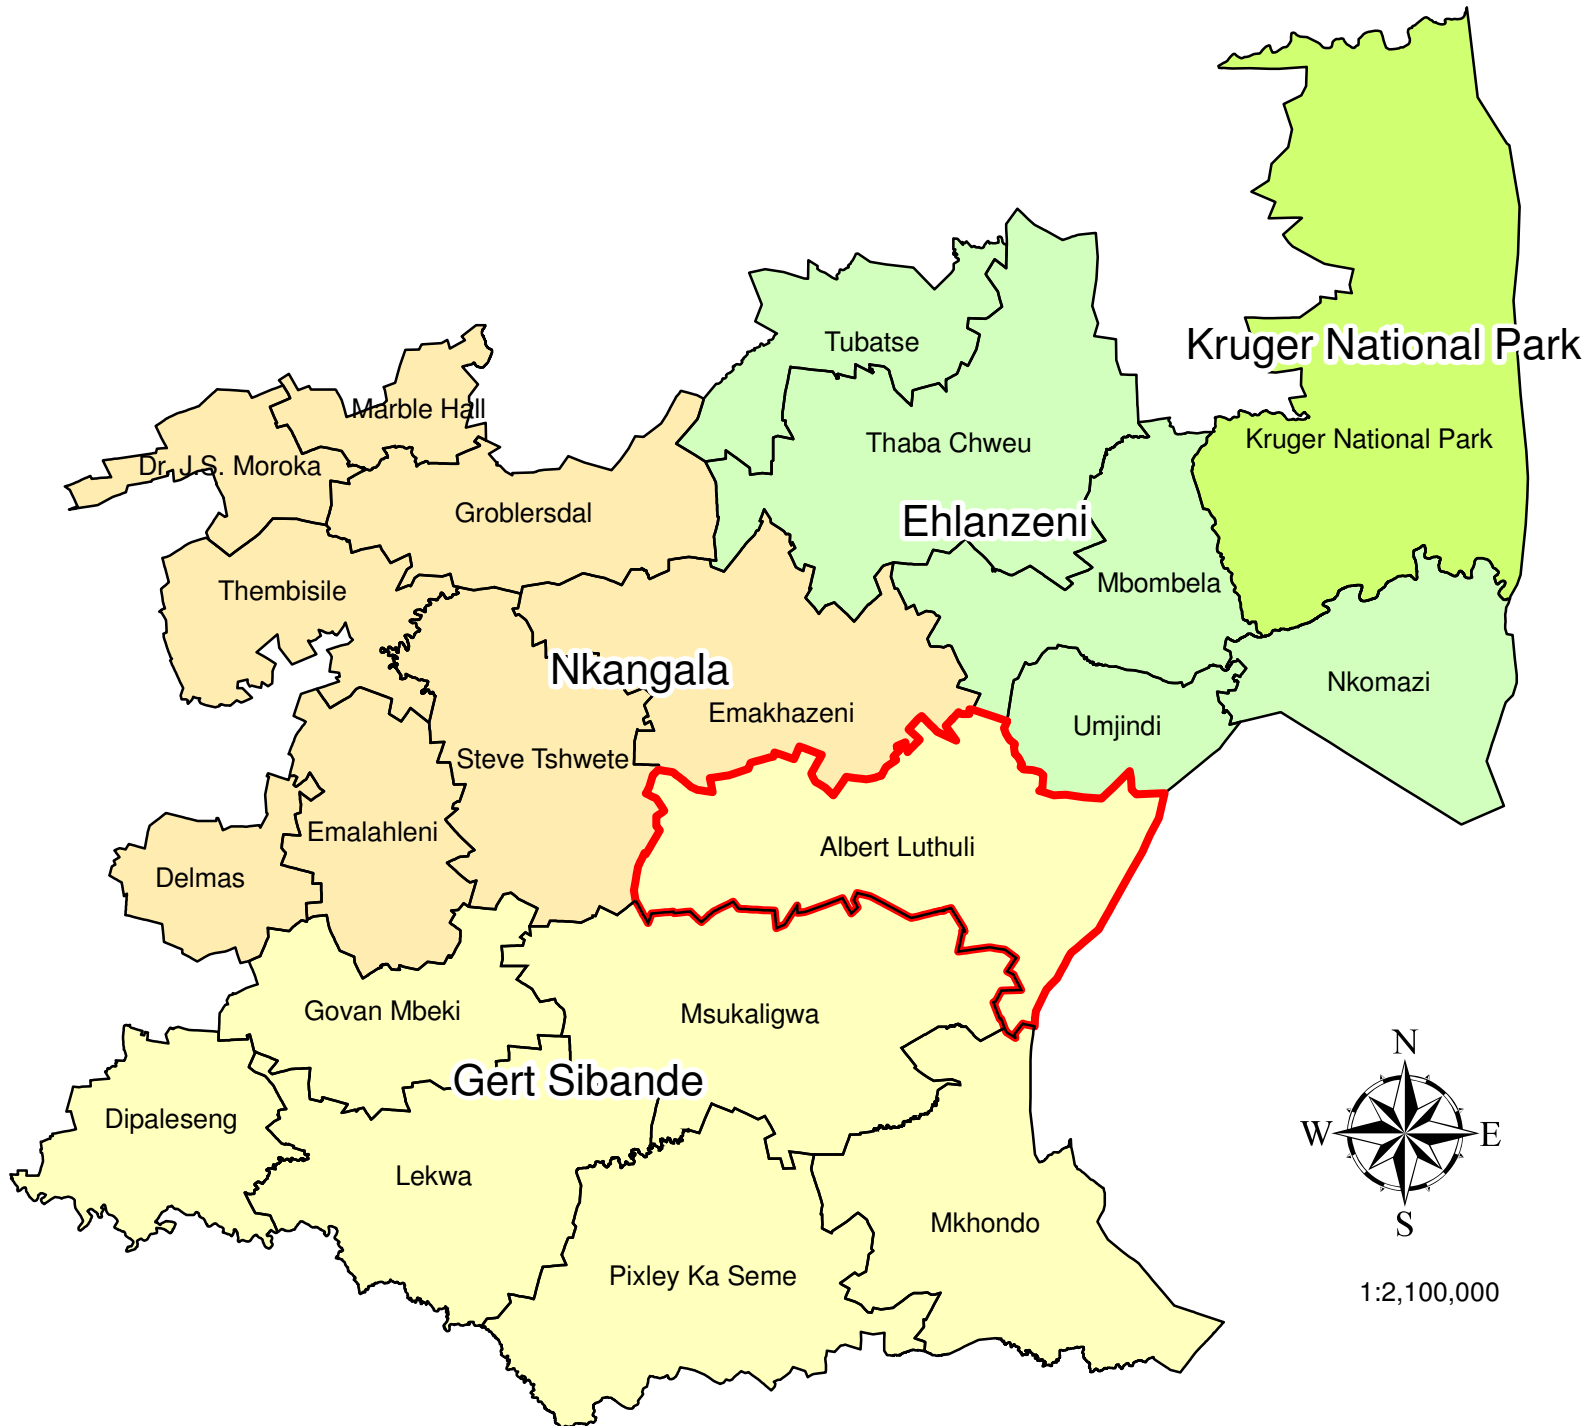 Kruger National Park
Tubatse
Marble Hall
Thaba Chweu
Kruger National Park
Dr. J.S. Moroka
Groblersdal
Ehlanzeni
Mbombela
Thembisile
Nkangala
Nkomazi
Emakhazeni
Umjindi
Steve Tshwete
Emalahleni
Albert Luthuli
Delmas
Govan Mbeki
Msukaligwa
Gert Sibande
Dipaleseng
Lekwa
Mkhondo
Pixley Ka Seme
N
W
E
S
1:2,100,000